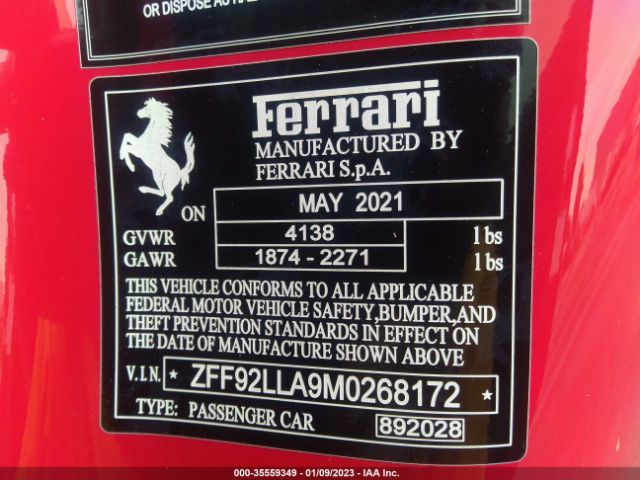 OR DISPOSE
Ferrari
MANUFACTURED BY
FERRARI S.p.A.
ON MAY 2021
GVWR 4138 lbs
GAWR 1874 - 2271 lbs
THIS VEHICLE CONFORMS TO ALL APPLICABLE
FEDERAL MOTOR VEHICLE SAFETY,BUMPER,AND
THEFT PREVENTION STANDARDS IN EFFECT ON
THE DATE OF MANUFACTURE SHOWN ABOVE
V.I.N. * ZFF92LLA9M0268172 *
TYPE: PASSENGER CAR 892028
000-35559349 | 01/09/2023 | IAA Inc.